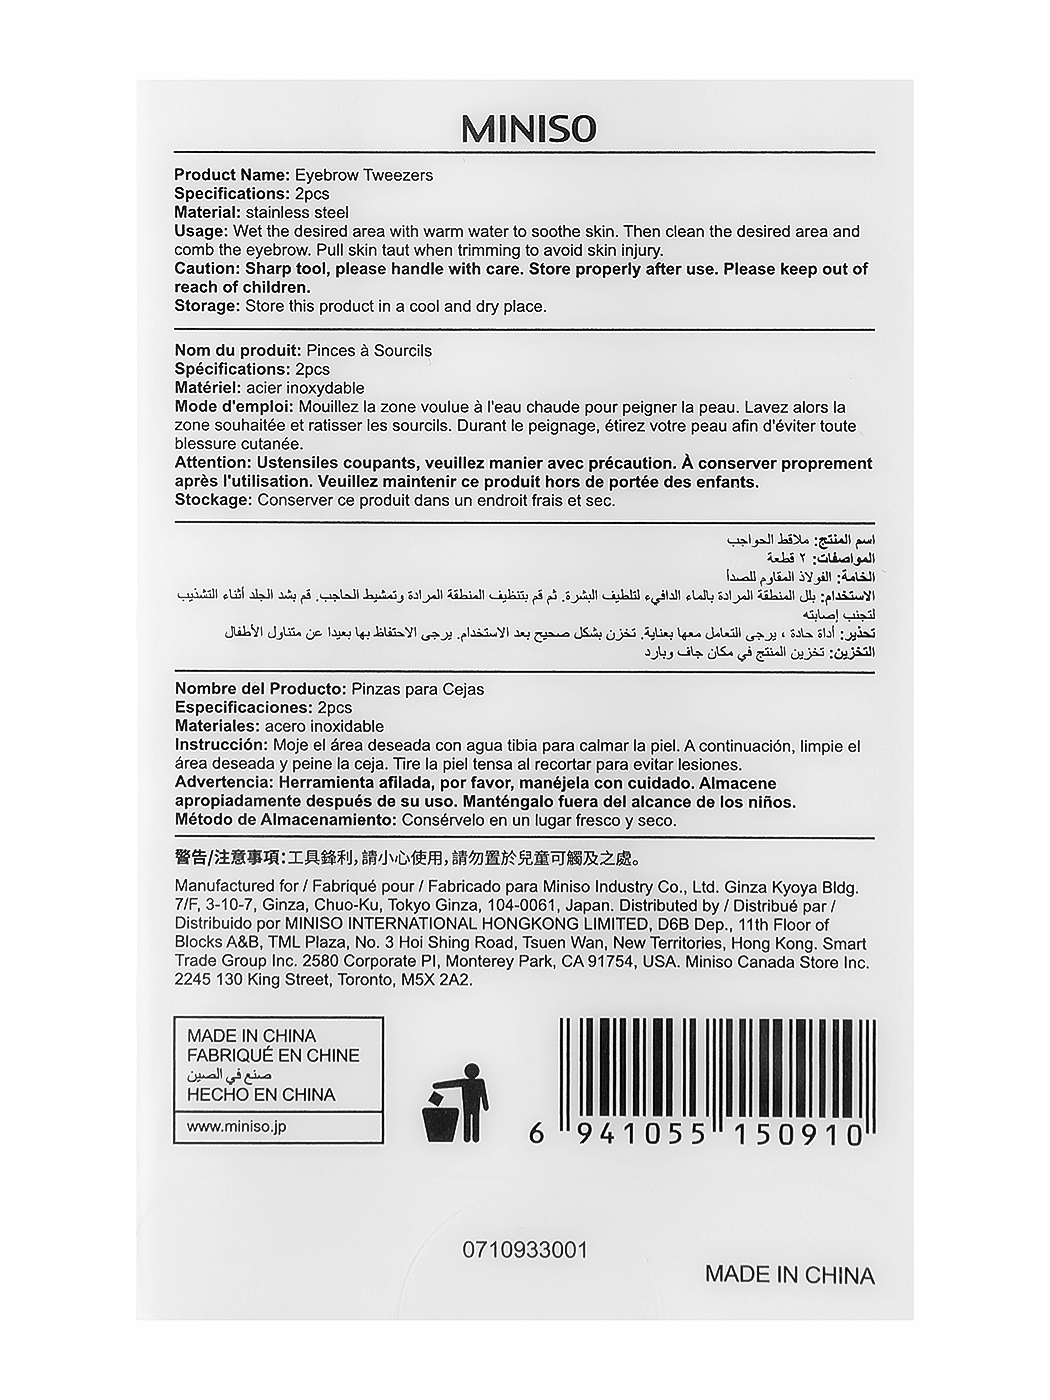 MINISO
Product Name: Eyebrow Tweezers
Specifications: 2pcs
Material: stainless steel
Usage: Wet the desired area with warm water to soothe skin. Then clean the desired area and
comb the eyebrow. Pull skin taut when trimming to avoid skin injury.
Caution: Sharp tool, please handle with care. Store properly after use. Please keep out of
reach of children.
Storage: Store this product in a cool and dry place.
Nom du produit: Pinces à Sourcils
Spécifications: 2pcs
Matériel: acier inoxydable
Mode d'emploi: Mouillez la zone voulue à l'eau chaude pour peigner la peau. Lavez alors la
zone souhaitée et ratisser les sourcils. Durant le peignage, étirez votre peau afin d'éviter toute
blessure cutanée.
Attention: Ustensiles coupants, veuillez manier avec précaution. À conserver proprement
après l'utilisation. Veuillez maintenir ce produit hors de portée des enfants.
Stockage: Conserver ce produit dans un endroit frais et sec.
اسم المنتج: ملاقط الحواجب
المواصفات: ٢ قطعة
الخامة: الفولاذ المقاوم للصدأ
الاستخدام: بلل المنطقة المرادة بالماء الدافيء لتلطيف البشرة. ثم قم بتنظيف المنطقة المرادة وتمشيط الحاجب. قم بشد الجلد أثناء التشذيب
لتجنب إصابته
تحذير: أداة حادة ، يرجى التعامل معها بعناية. تخزن بشكل صحيح بعد الاستخدام. يرجى الاحتفاظ بها بعيدا عن متناول الأطفال
التخزين: تخزين المنتج في مكان جاف وبارد
Nombre del Producto: Pinzas para Cejas
Especificaciones: 2pcs
Materiales: acero inoxidable
Instrucción: Moje el área deseada con agua tibia para calmar la piel. A continuación, limpie el
área deseada y peine la ceja. Tire la piel tensa al recortar para evitar lesiones.
Advertencia: Herramienta afilada, por favor, manéjela con cuidado. Almacene
apropiadamente después de su uso. Manténgalo fuera del alcance de los niños.
Método de Almacenamiento: Consérvelo en un lugar fresco y seco.
警告/注意事項:工具鋒利,請小心使用,請勿置於兒童可觸及之處。
Manufactured for / Fabriqué pour / Fabricado para Miniso Industry Co., Ltd. Ginza Kyoya Bldg.
7/F, 3-10-7, Ginza, Chuo-Ku, Tokyo Ginza, 104-0061, Japan. Distributed by / Distribué par /
Distribuido por MINISO INTERNATIONAL HONGKONG LIMITED, D6B Dep., 11th Floor of
Blocks A&B, TML Plaza, No. 3 Hoi Shing Road, Tsuen Wan, New Territories, Hong Kong. Smart
Trade Group Inc. 2580 Corporate PI, Monterey Park, CA 91754, USA. Miniso Canada Store Inc.
2245 130 King Street, Toronto, M5X 2A2.
MADE IN CHINA
FABRIQUÉ EN CHINE
صنع في الصين
HECHO EN CHINA
www.miniso.jp
6 941055 150910
0710933001
MADE IN CHINA